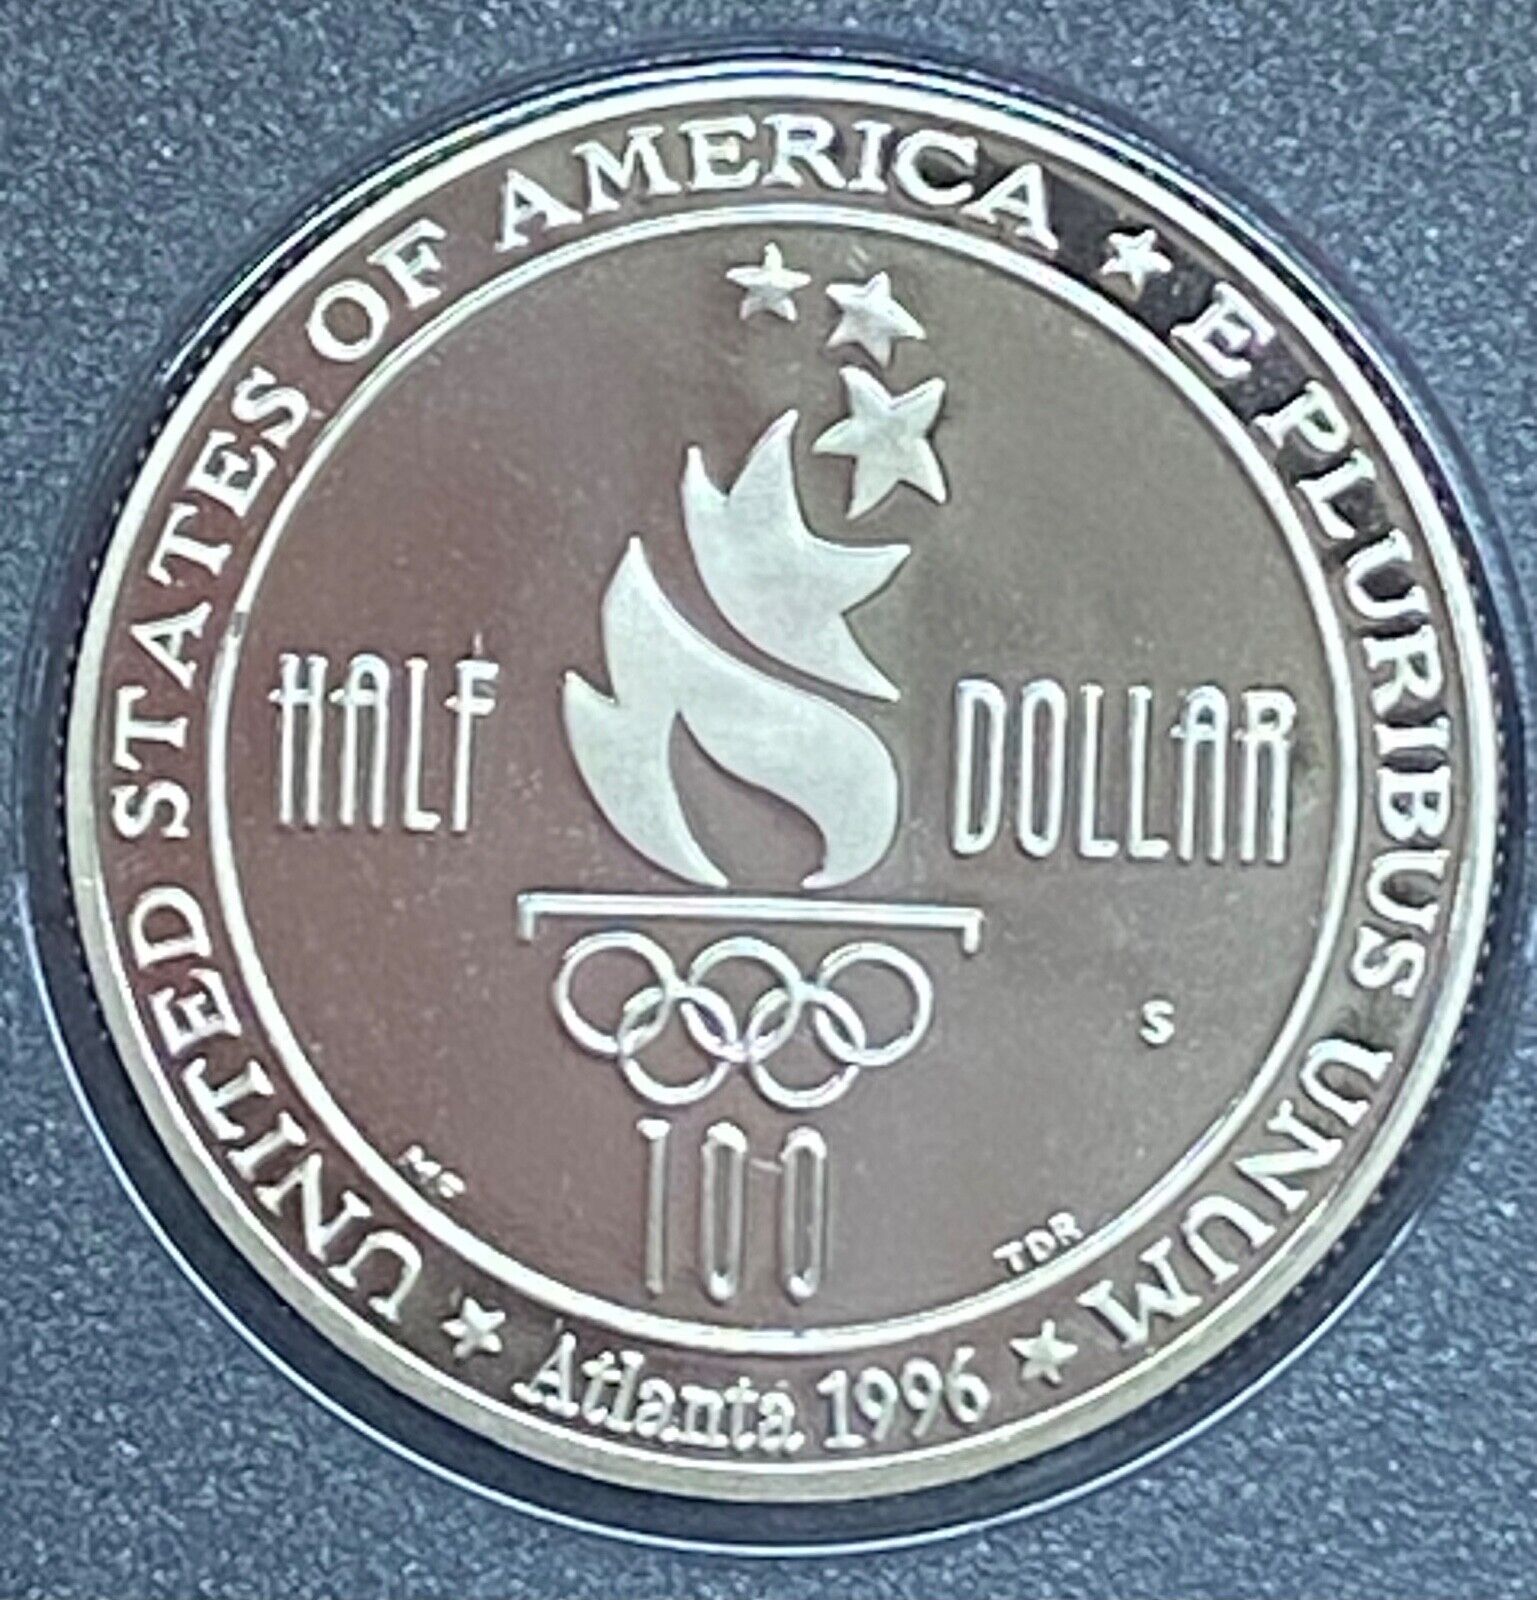 UNITED STATES OF AMERICA ★ E PLURIBUS UNUM ★
HALF DOLLAR
S
100
TDR
★ Atlanta 1996